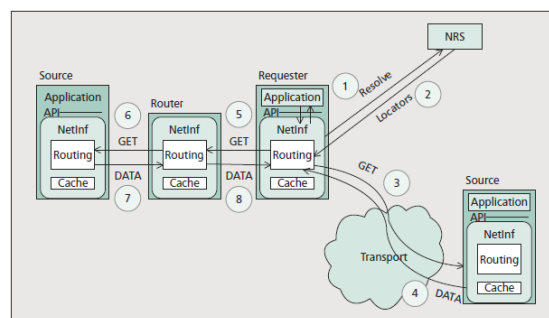 NRS
Source
Application
API
NetInf
Routing
Cache
6
GET
DATA
7
Router
NetInf
Routing
Cache
5
GET
DATA
8
Requester
Application
API
NetInf
Routing
Cache
1
Resolve
2
Locators
GET
3
Transport
4
DATA
Source
Application
API
NetInf
Routing
Cache